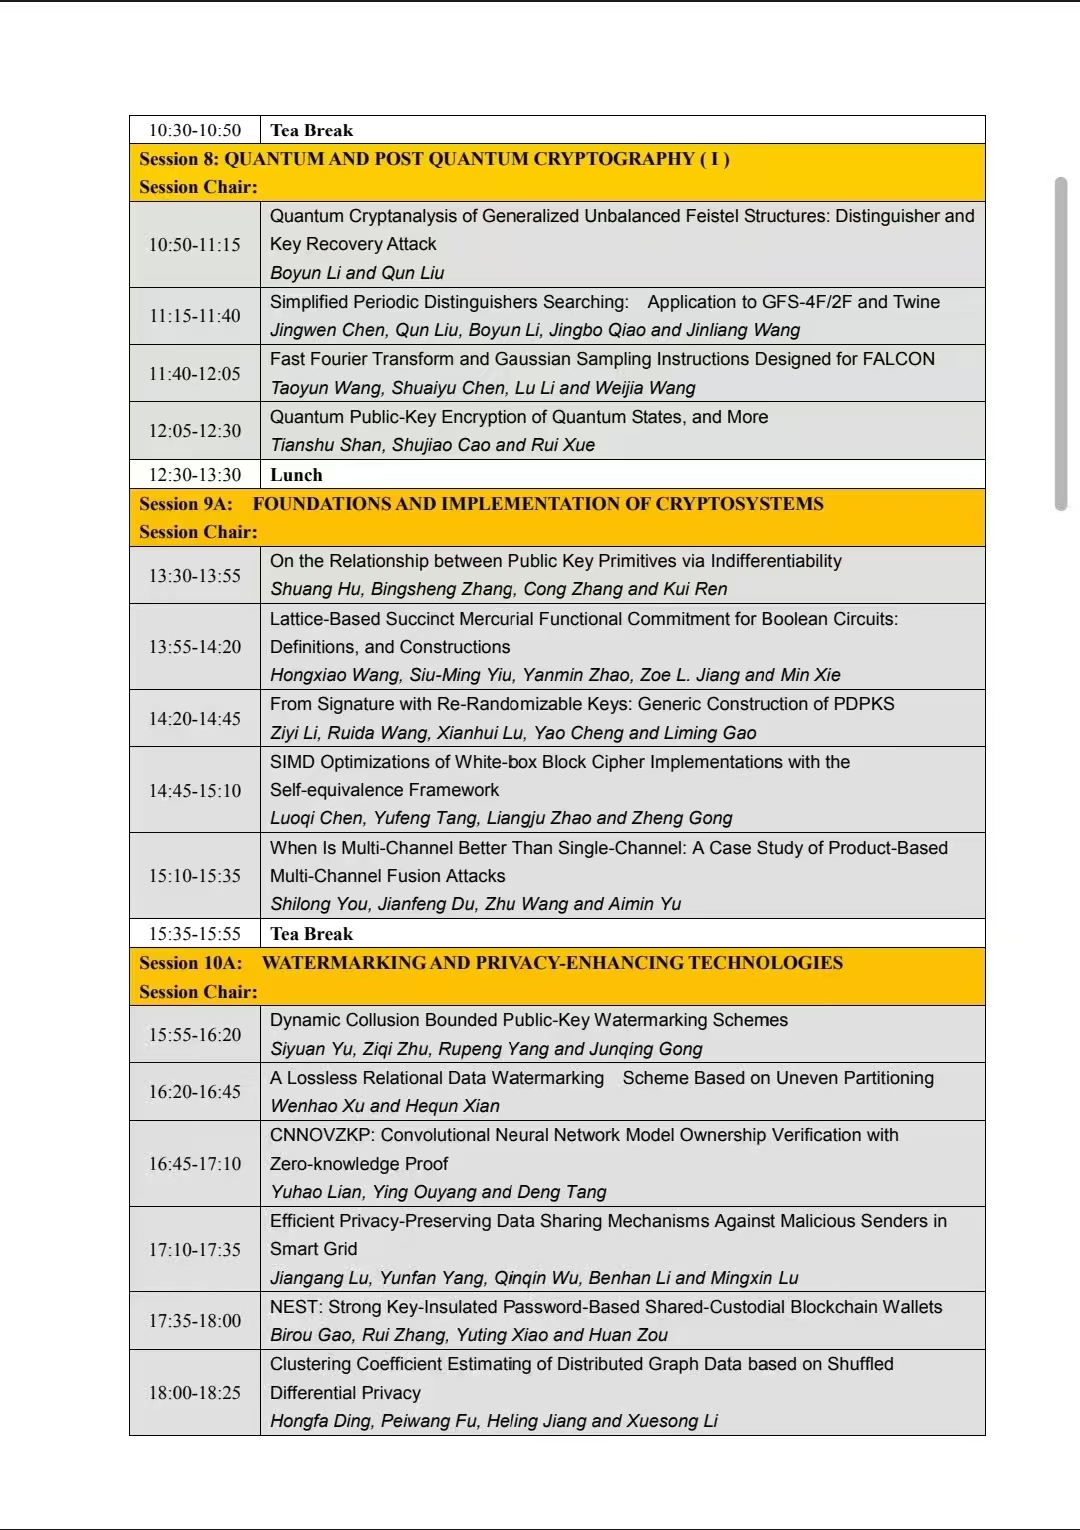 10:30-10:50 Tea Break
Session 8: QUANTUM AND POST QUANTUM CRYPTOGRAPHY ( I )
Session Chair:
10:50-11:15
Quantum Cryptanalysis of Generalized Unbalanced Feistel Structures: Distinguisher and
Key Recovery Attack
Boyun Li and Qun Liu
11:15-11:40
Simplified Periodic Distinguishers Searching: Application to GFS-4F/2F and Twine
Jingwen Chen, Qun Liu, Boyun Li, Jingbo Qiao and Jinliang Wang
11:40-12:05
Fast Fourier Transform and Gaussian Sampling Instructions Designed for FALCON
Taoyun Wang, Shuaiyu Chen, Lu Li and Weijia Wang
12:05-12:30
Quantum Public-Key Encryption of Quantum States, and More
Tianshu Shan, Shujiao Cao and Rui Xue
12:30-13:30 Lunch
Session 9A: FOUNDATIONS AND IMPLEMENTATION OF CRYPTOSYSTEMS
Session Chair:
13:30-13:55
On the Relationship between Public Key Primitives via Indifferentiability
Shuang Hu, Bingsheng Zhang, Cong Zhang and Kui Ren
13:55-14:20
Lattice-Based Succinct Mercurial Functional Commitment for Boolean Circuits:
Definitions, and Constructions
Hongxiao Wang, Siu-Ming Yiu, Yanmin Zhao, Zoe L. Jiang and Min Xie
14:20-14:45
From Signature with Re-Randomizable Keys: Generic Construction of PDPKS
Ziyi Li, Ruida Wang, Xianhui Lu, Yao Cheng and Liming Gao
14:45-15:10
SIMD Optimizations of White-box Block Cipher Implementations with the
Self-equivalence Framework
Luoqi Chen, Yufeng Tang, Liangju Zhao and Zheng Gong
15:10-15:35
When Is Multi-Channel Better Than Single-Channel: A Case Study of Product-Based
Multi-Channel Fusion Attacks
Shilong You, Jianfeng Du, Zhu Wang and Aimin Yu
15:35-15:55 Tea Break
Session 10A: WATERMARKING AND PRIVACY-ENHANCING TECHNOLOGIES
Session Chair:
15:55-16:20
Dynamic Collusion Bounded Public-Key Watermarking Schemes
Siyuan Yu, Ziqi Zhu, Rupeng Yang and Junqing Gong
16:20-16:45
A Lossless Relational Data Watermarking Scheme Based on Uneven Partitioning
Wenhao Xu and Hequn Xian
16:45-17:10
CNNOVZKP: Convolutional Neural Network Model Ownership Verification with
Zero-knowledge Proof
Yuhao Lian, Ying Ouyang and Deng Tang
17:10-17:35
Efficient Privacy-Preserving Data Sharing Mechanisms Against Malicious Senders in
Smart Grid
Jiangang Lu, Yunfan Yang, Qinqin Wu, Benhan Li and Mingxin Lu
17:35-18:00
NEST: Strong Key-Insulated Password-Based Shared-Custodial Blockchain Wallets
Birou Gao, Rui Zhang, Yuting Xiao and Huan Zou
18:00-18:25
Clustering Coefficient Estimating of Distributed Graph Data based on Shuffled
Differential Privacy
Hongfa Ding, Peiwang Fu, Heling Jiang and Xuesong Li